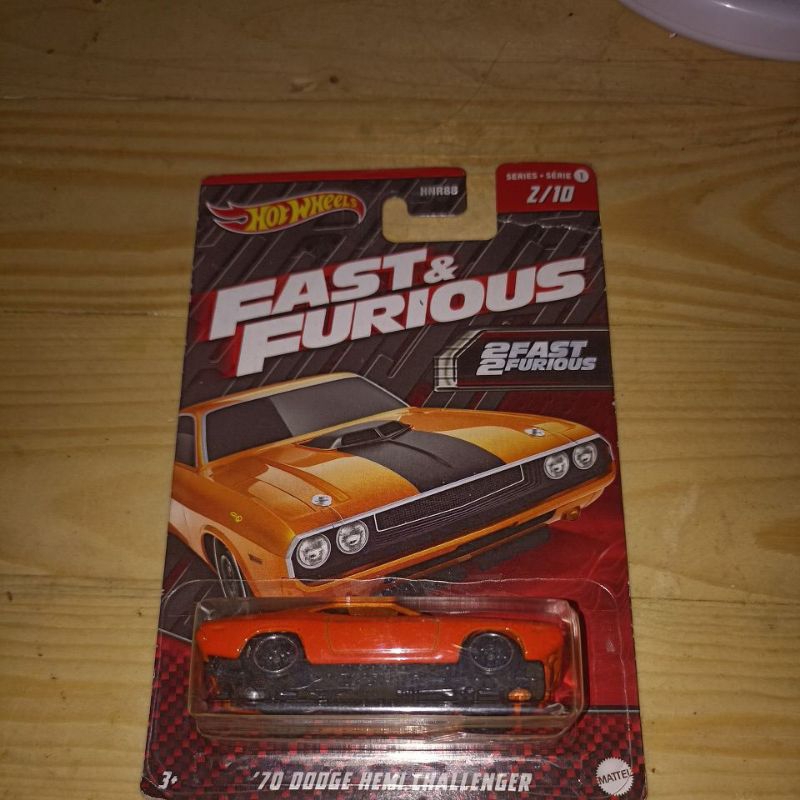 HOT WHEELS
HNR88
SERIES • SÉRIE 1
2/10
FAST &
FURIOUS
2FAST
2FURIOUS
3+
'70 DODGE HEMI CHALLENGER
MATTEL